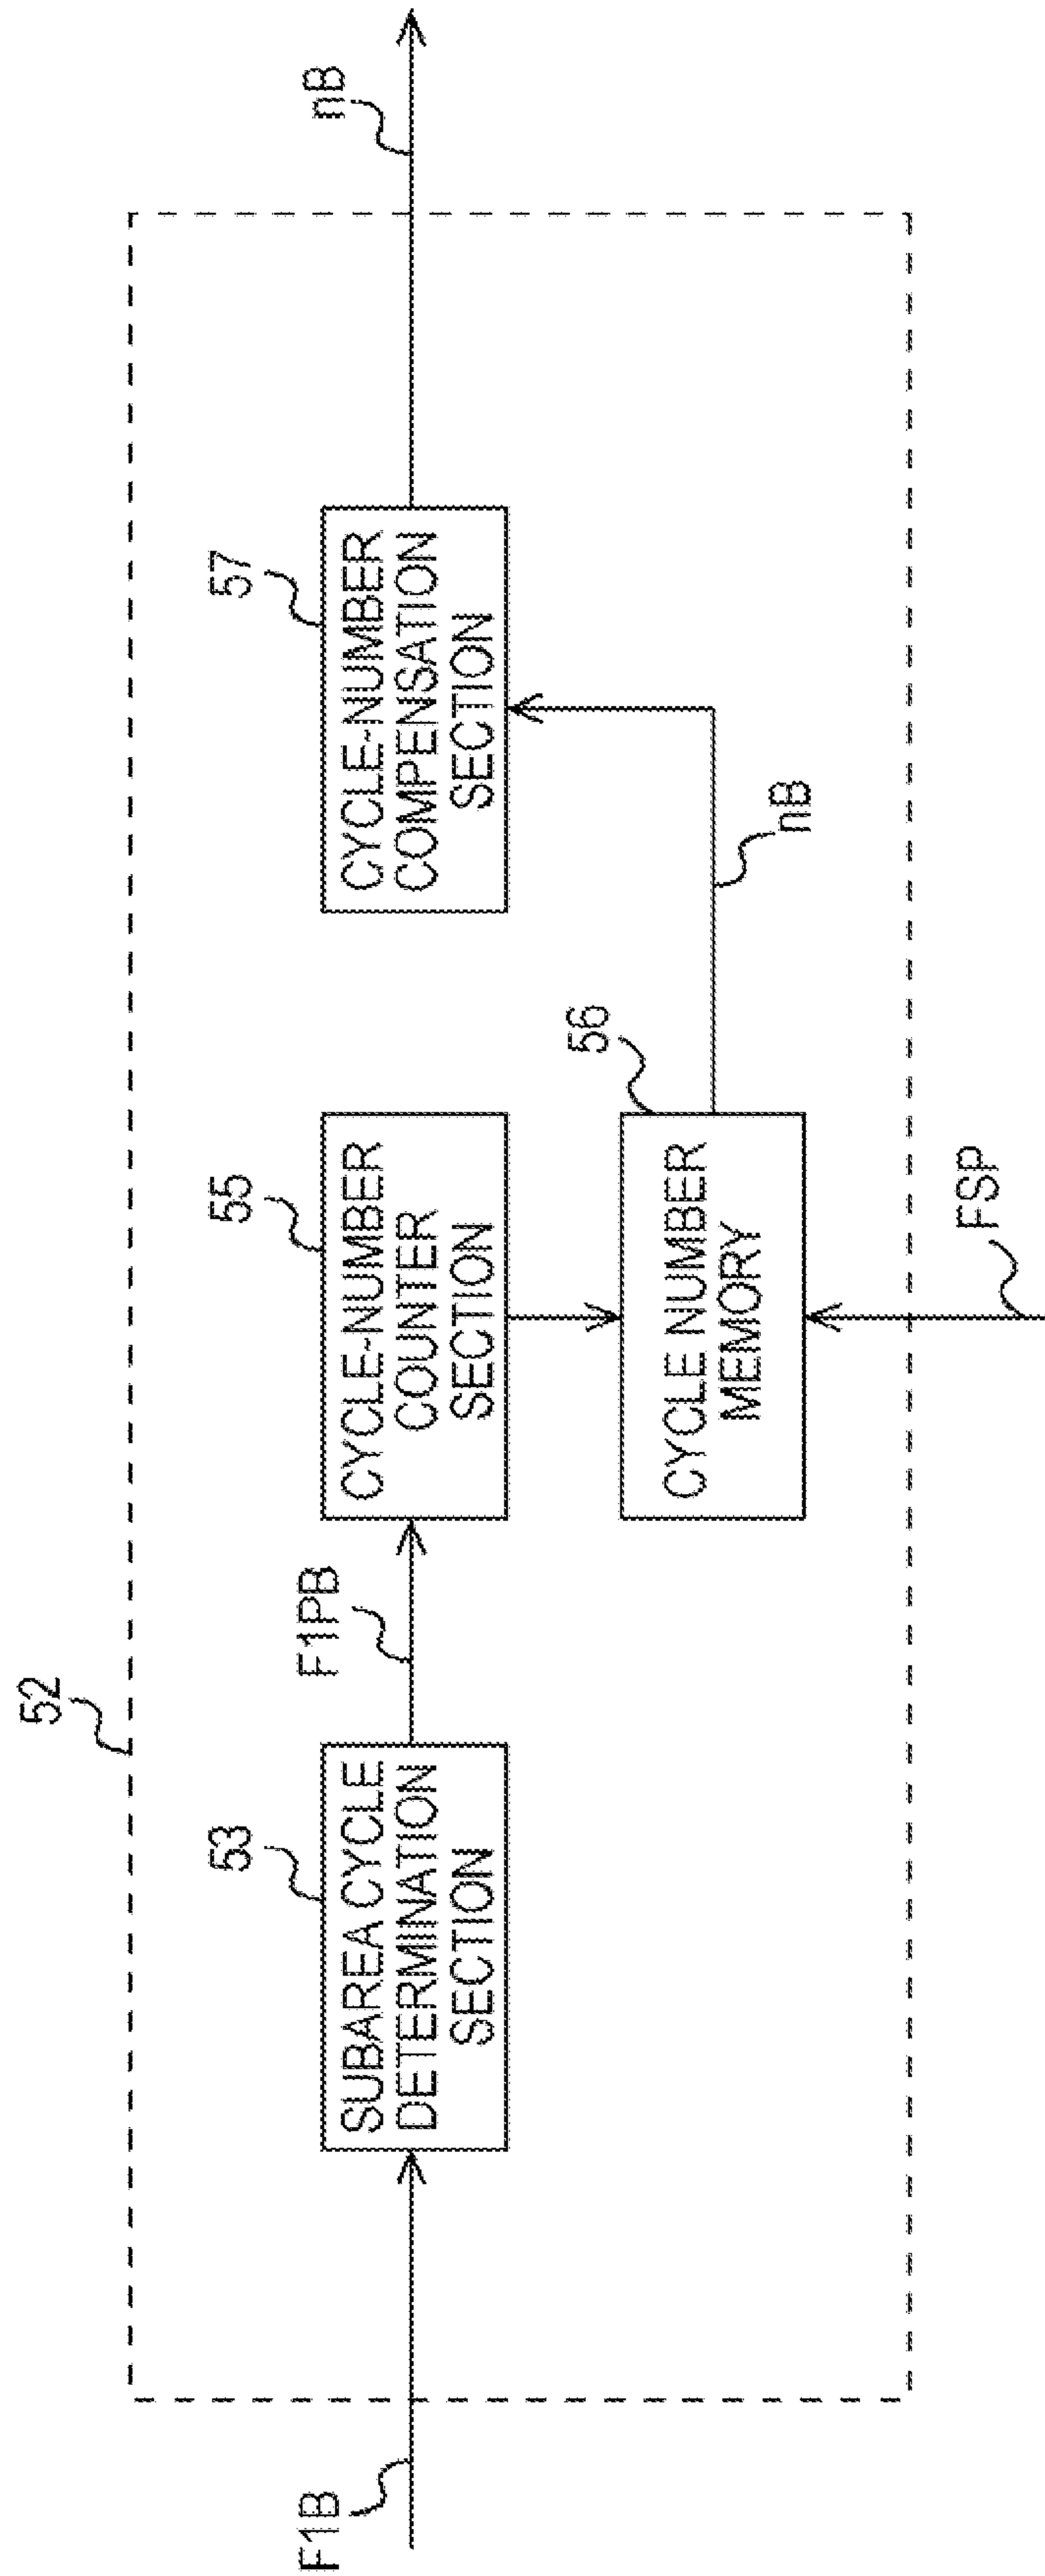 52
F1B
53
SUBAREA CYCLE
DETERMINATION
SECTION
F1PB
55
CYCLE-NUMBER
COUNTER
SECTION
57
CYCLE-NUMBER
COMPENSATION
SECTION
nB
56
CYCLE NUMBER
MEMORY
nB
FSP